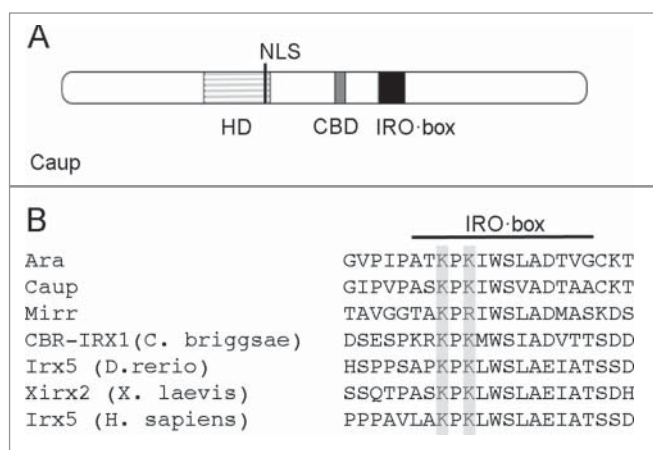 A
NLS
HD CBD IRO·box
Caup
B
IRO·box
Ara GVPIPATKPKIWSLADTVGCKT
Caup GIPVPASKPKIWSVADTAACKT
Mirr TAVGGTAKPRIWSLADMASKDS
CBR-IRX1(C. briggsae) DSESPKRKPKMWSIADVTTSDD
Irx5 (D.rerio) HSPPSAPKPKLWSLAEIATSSD
Xirx2 (X. laevis) SSQTPASKPKLWSLAEIATSDH
Irx5 (H. sapiens) PPPAVLAKPKLWSLAEIATSSD